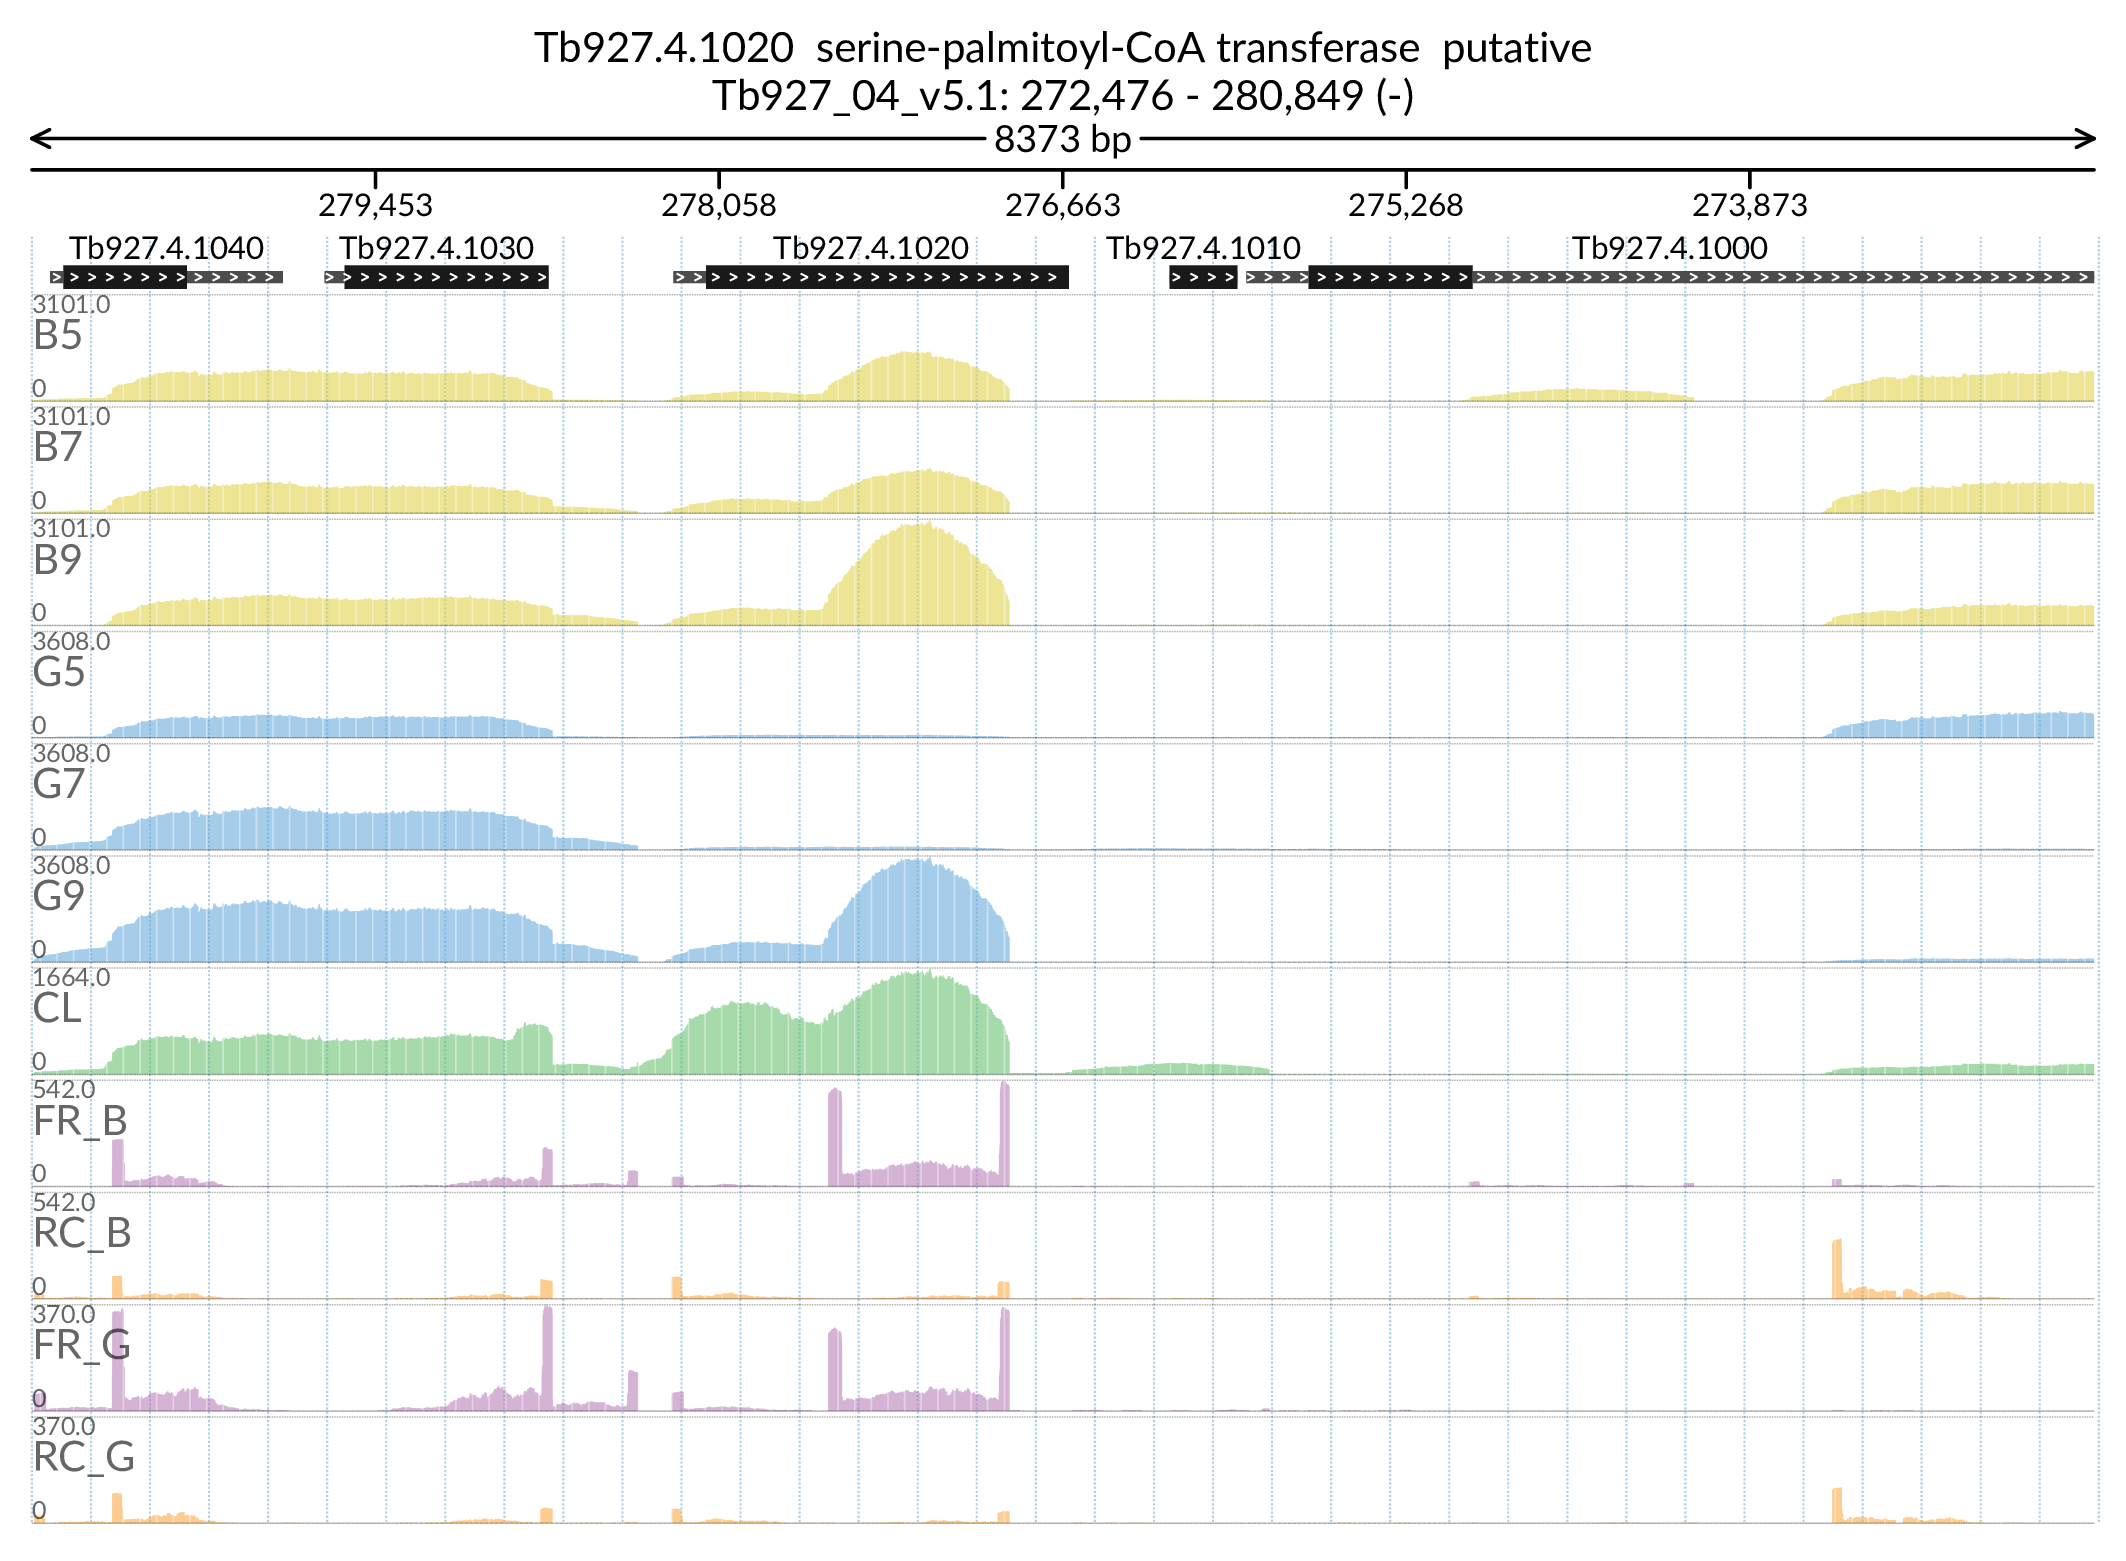 Tb927.4.1020 serine-palmitoyl-CoA transferase putative
Tb927_04_v5.1: 272,476 - 280,849 (-)
8373 bp
279,453 278,058 276,663 275,268 273,873
Tb927.4.1040 Tb927.4.1030 Tb927.4.1020 Tb927.4.1010 Tb927.4.1000
3101.0
B5
0
3101.0
B7
0
3101.0
B9
0
3608.0
G5
0
3608.0
G7
0
3608.0
G9
0
1664.0
CL
0
542.0
FR_B
0
542.0
RC_B
0
370.0
FR_G
0
370.0
RC_G
0